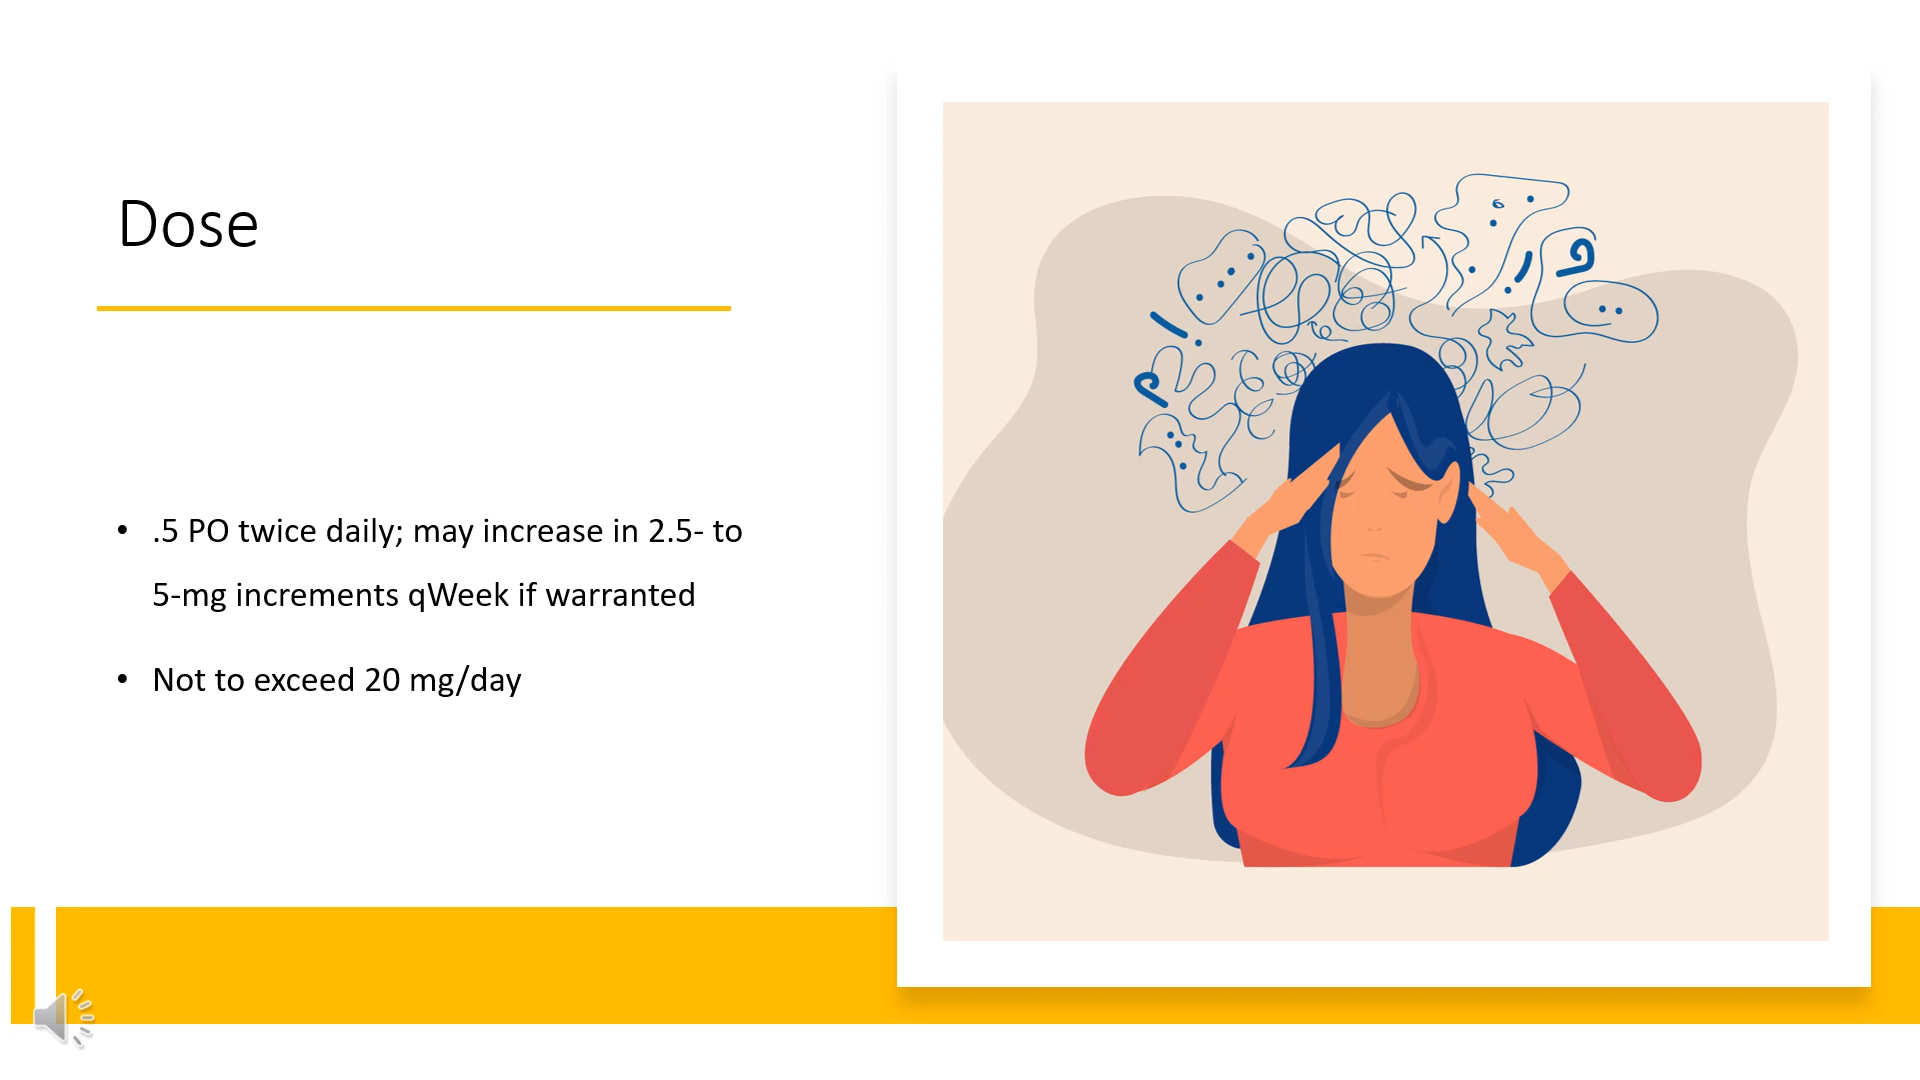 Dose
• .5 PO twice daily; may increase in 2.5- to
5-mg increments qWeek if warranted
• Not to exceed 20 mg/day